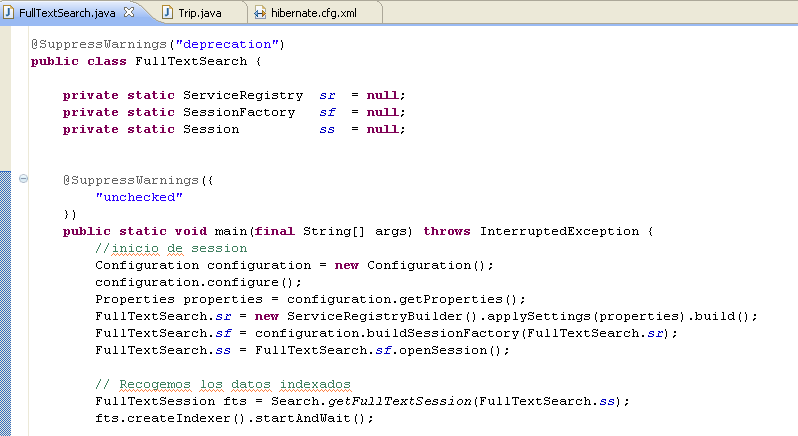 FullTextSearch.java Trip.java hibernate.cfg.xml
@SuppressWarnings("deprecation")
public class FullTextSearch {
private static ServiceRegistry sr = null;
private static SessionFactory sf = null;
private static Session ss = null;
@SuppressWarnings({
"unchecked"
})
public static void main(final String[] args) throws InterruptedException {
//inicio de session
Configuration configuration = new Configuration();
configuration.configure();
Properties properties = configuration.getProperties();
FullTextSearch.sr = new ServiceRegistryBuilder().applySettings(properties).build();
FullTextSearch.sf = configuration.buildSessionFactory(FullTextSearch.sr);
FullTextSearch.ss = FullTextSearch.sf.openSession();
// Recogemos los datos indexados
FullTextSession fts = Search.getFullTextSession(FullTextSearch.ss);
fts.createIndexer().startAndWait();